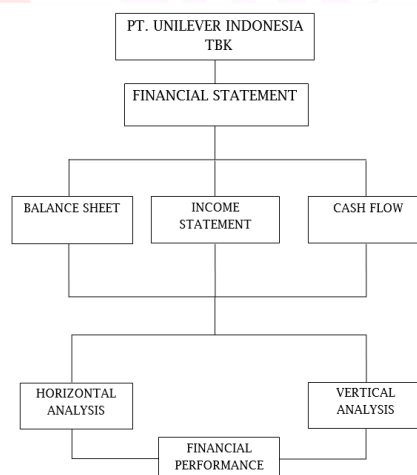 PT. UNILEVER INDONESIA
TBK
FINANCIAL STATEMENT
BALANCE SHEET
INCOME
STATEMENT
CASH FLOW
HORIZONTAL
ANALYSIS
VERTICAL
ANALYSIS
FINANCIAL
PERFORMANCE